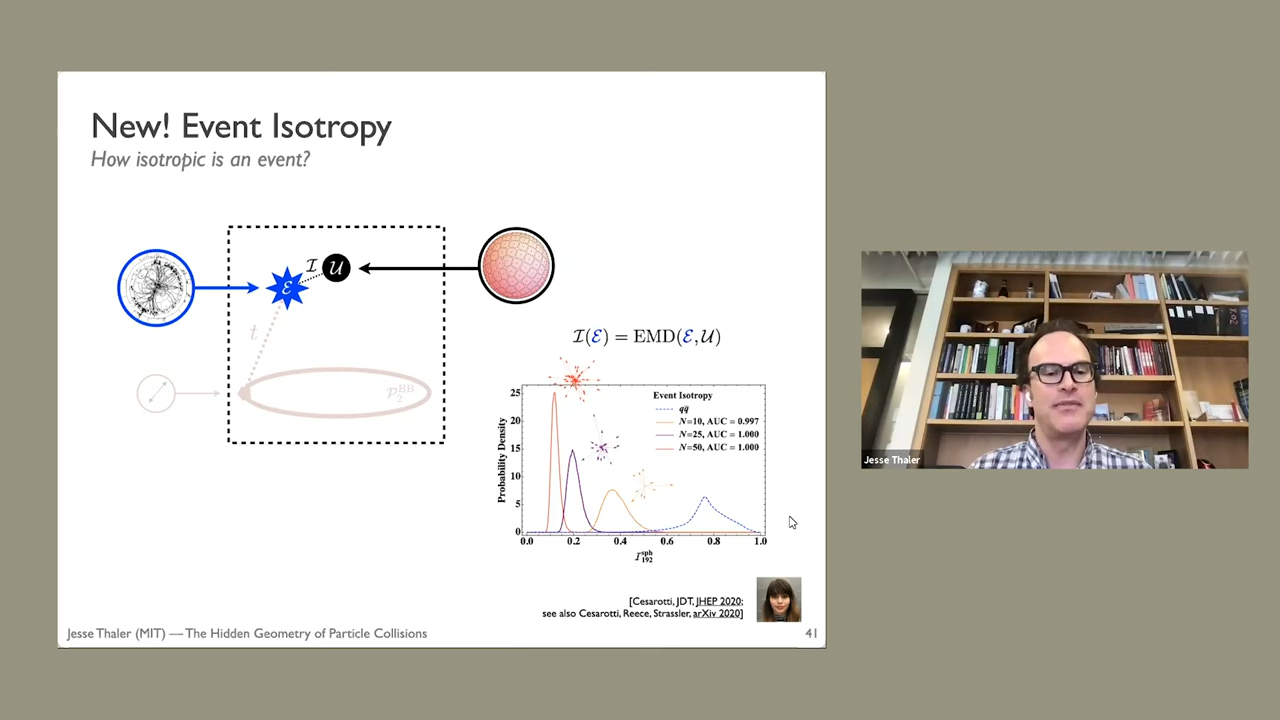 New! Event Isotropy
How isotropic is an event?
I U
ℰ
t
𝒫₂ᴮᴮ
ℐ(ℰ) = EMD(ℰ, 𝒰)
Event Isotropy
qq̄
N=10, AUC = 0.997
N=25, AUC = 1.000
N=50, AUC = 1.000
Probability Density
25
20
15
10
5
0
0.0 0.2 0.4 0.6 0.8 1.0
ℐ^sph_192
[Cesarotti, JDT, JHEP 2020;
see also Cesarotti, Reece, Strassler, arXiv 2020]
Jesse Thaler (MIT) — The Hidden Geometry of Particle Collisions
41
Jesse Thaler